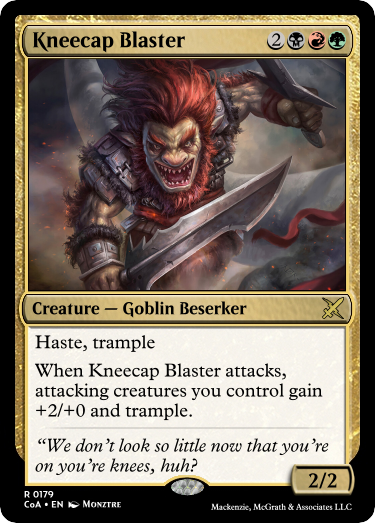 Kneecap Blaster 2
Creature — Goblin Beserker
Haste, trample
When Kneecap Blaster attacks,
attacking creatures you control gain
+2/+0 and trample.
“We don't look so little now that you're
on you're knees, huh?
2/2
R 0179
CoA • EN Monztre
Mackenzie, McGrath & Associates LLC